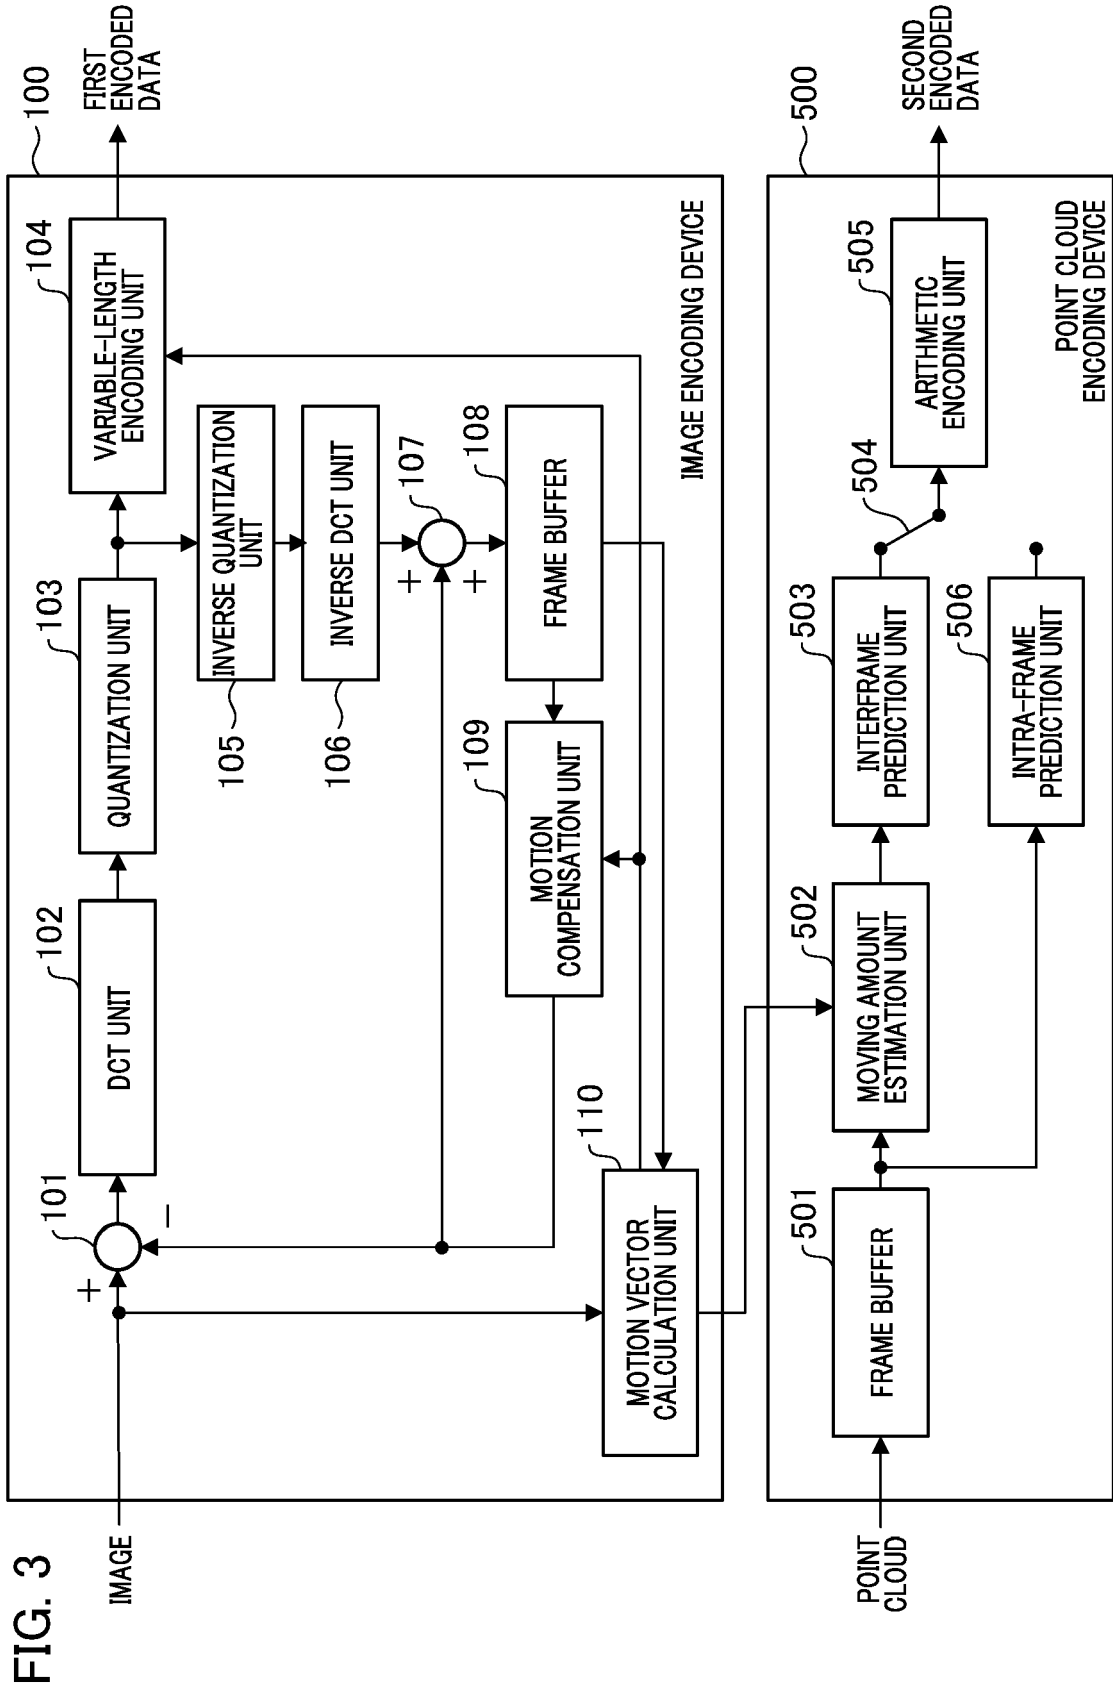 FIG. 3
100
IMAGE
101
+
−
102
DCT UNIT
103
QUANTIZATION UNIT
104
VARIABLE-LENGTH
ENCODING UNIT
FIRST
ENCODED
DATA
105
INVERSE QUANTIZATION
UNIT
106
INVERSE DCT UNIT
107
+
+
108
FRAME BUFFER
109
MOTION
COMPENSATION UNIT
110
MOTION VECTOR
CALCULATION UNIT
IMAGE ENCODING DEVICE
500
POINT
CLOUD
501
FRAME BUFFER
502
MOVING AMOUNT
ESTIMATION UNIT
503
INTERFRAME
PREDICTION UNIT
504
505
ARITHMETIC
ENCODING UNIT
SECOND
ENCODED
DATA
506
INTRA-FRAME
PREDICTION UNIT
POINT CLOUD
ENCODING DEVICE